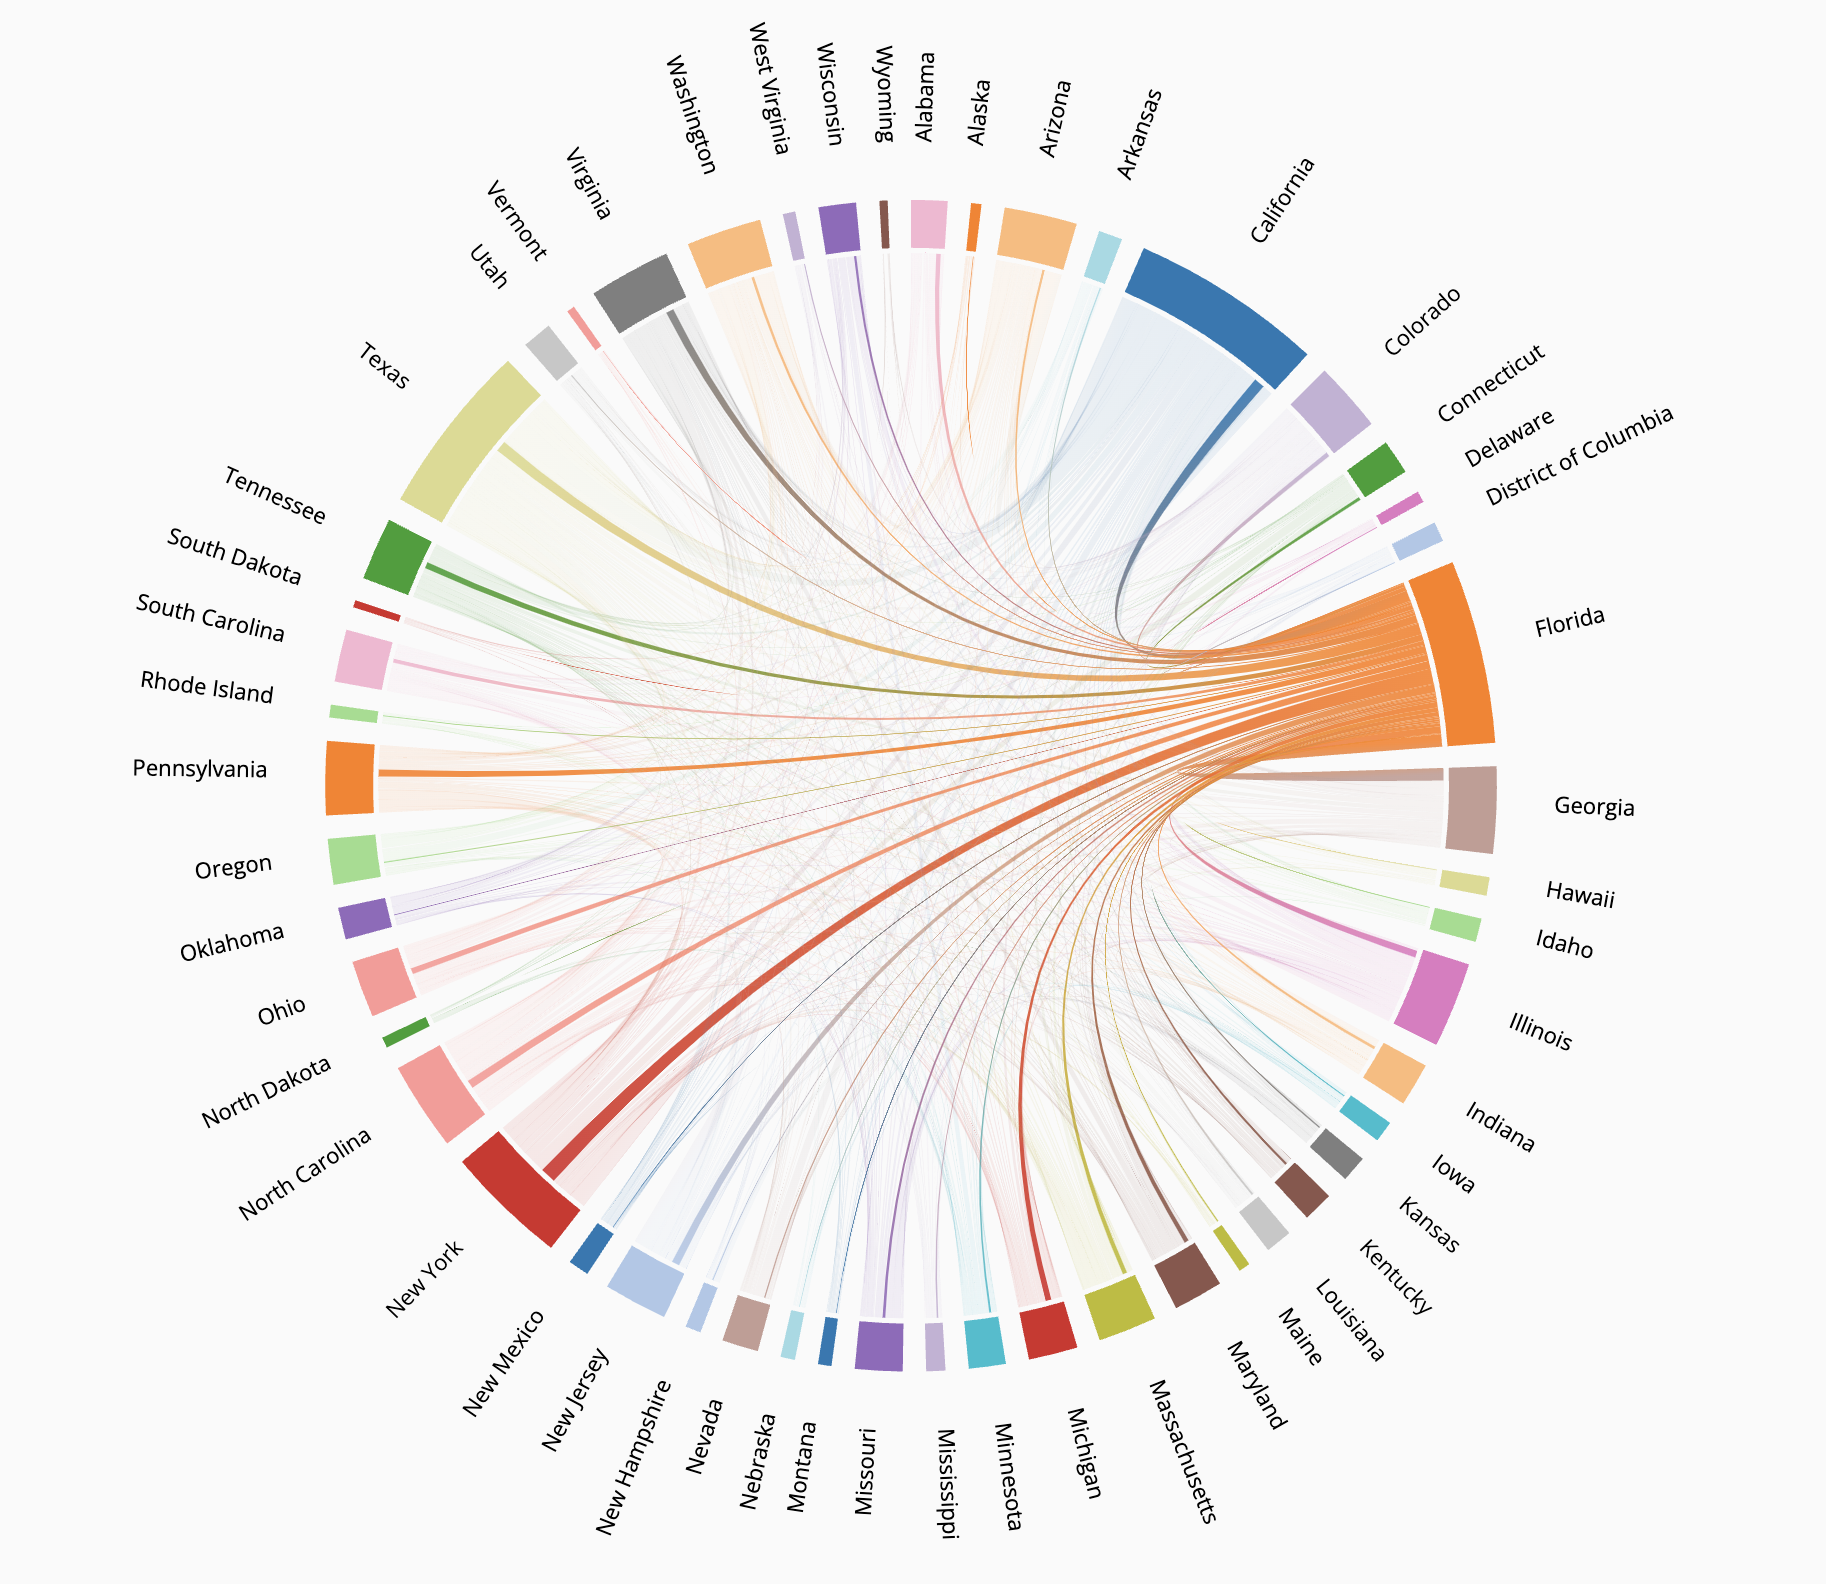 Alabama
Alaska
Arizona
Arkansas
California
Colorado
Connecticut
Delaware
District of Columbia
Florida
Georgia
Hawaii
Idaho
Illinois
Indiana
Iowa
Kansas
Kentucky
Louisiana
Maine
Maryland
Massachusetts
Michigan
Minnesota
Mississippi
Missouri
Montana
Nebraska
Nevada
New Hampshire
New Jersey
New Mexico
New York
North Carolina
North Dakota
Ohio
Oklahoma
Oregon
Pennsylvania
Rhode Island
South Carolina
South Dakota
Tennessee
Texas
Utah
Vermont
Virginia
Washington
West Virginia
Wisconsin
Wyoming